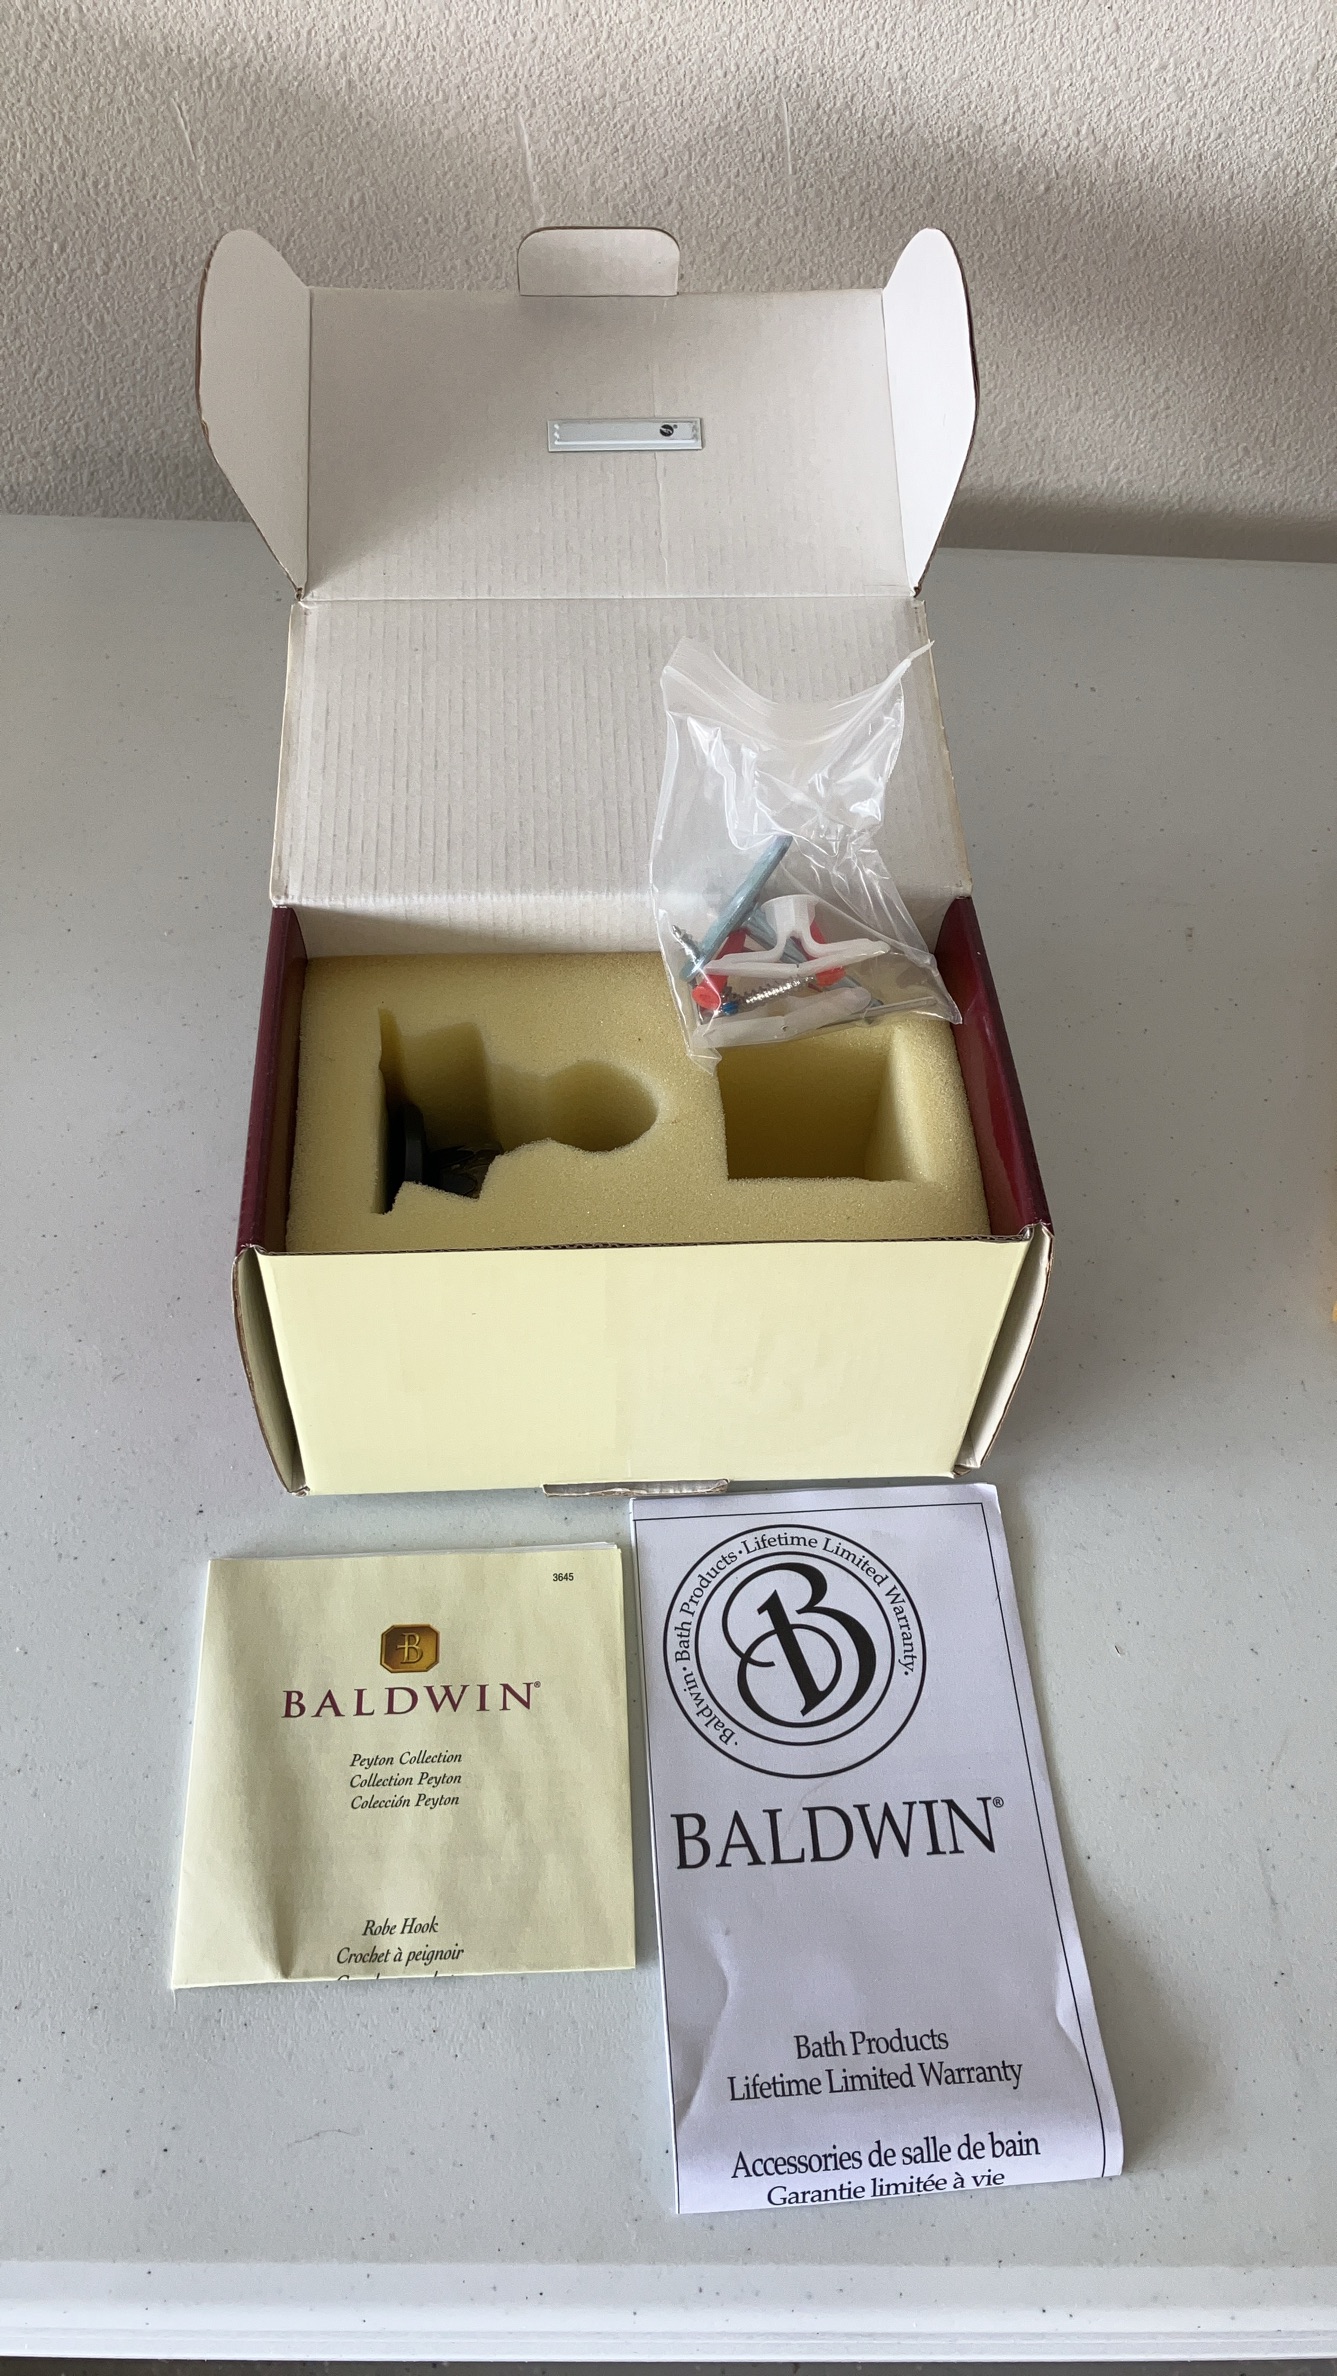 3645
B
BALDWIN®
Peyton Collection
Collection Peyton
Colección Peyton
Robe Hook
Crochet à peignoir
·Baldwin·Bath Products·Lifetime Limited Warranty·
B
BALDWIN®
Bath Products
Lifetime Limited Warranty
Accessories de salle de bain
Garantie limitée à vie